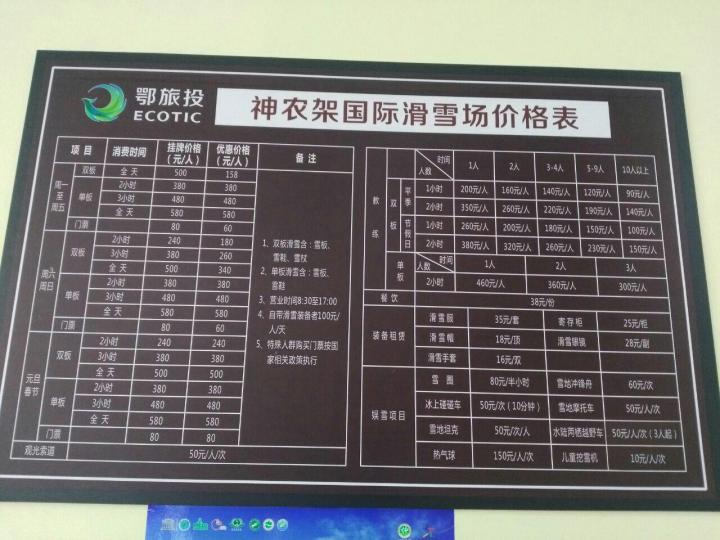 鄂旅投
ECOTIC
神农架国际滑雪场价格表
项目 消费时间 挂牌价格（元/人） 优惠价格（元/人） 备注
周一至周五 双板 全天 500 158
单板 2小时 380 380
3小时 480 480
全天 580 580
门票 80 60
周六周日 双板 2小时 240 180
3小时 380 260
全天 500 340
单板 2小时 380 380
3小时 480 480
全天 580 580
门票 80 60
元旦春节 双板 2小时 240 240
3小时 380 380
全天 500 500
单板 2小时 380 380
3小时 480 480
全天 580 580
门票 80 80
观光索道 50元/人/次
1、双板滑雪含：雪板、
雪鞋、雪杖
2、单板滑雪含：雪板、
雪鞋
3、营业时间8:30至17:00
4、自带滑雪装备者100元/
人/天
5、特殊人群购买门票按国
家相关政策执行
教练 双板 时间 人数 1人 2人 3-4人 5-9人 10人以上
平季 1小时 200元/人 160元/人 140元/人 120元/人 90元/人
2小时 350元/人 260元/人 220元/人 190元/人 140元/人
节假日 1小时 260元/人 200元/人 180元/人 150元/人 100元/人
2小时 380元/人 320元/人 260元/人 230元/人 150元/人
单板 时间 人数 1人 2人 3人
2小时 460元/人 360元/人 300元/人
餐饮 38元/份
装备租赁 滑雪服 35元/套 寄存柜 25元/柜
滑雪帽 18元/顶 滑雪眼镜 28元/副
滑雪手套 16元/双
娱雪项目 雪圈 80元/半小时 雪地冲锋舟 60元/次
冰上碰碰车 50元/次（10分钟） 雪地摩托车 50元/人/次
雪地坦克 50元/次/人 水陆两栖越野车 50元/人/次（3人起）
热气球 150元/人/次 儿童挖雪机 10元/人/次